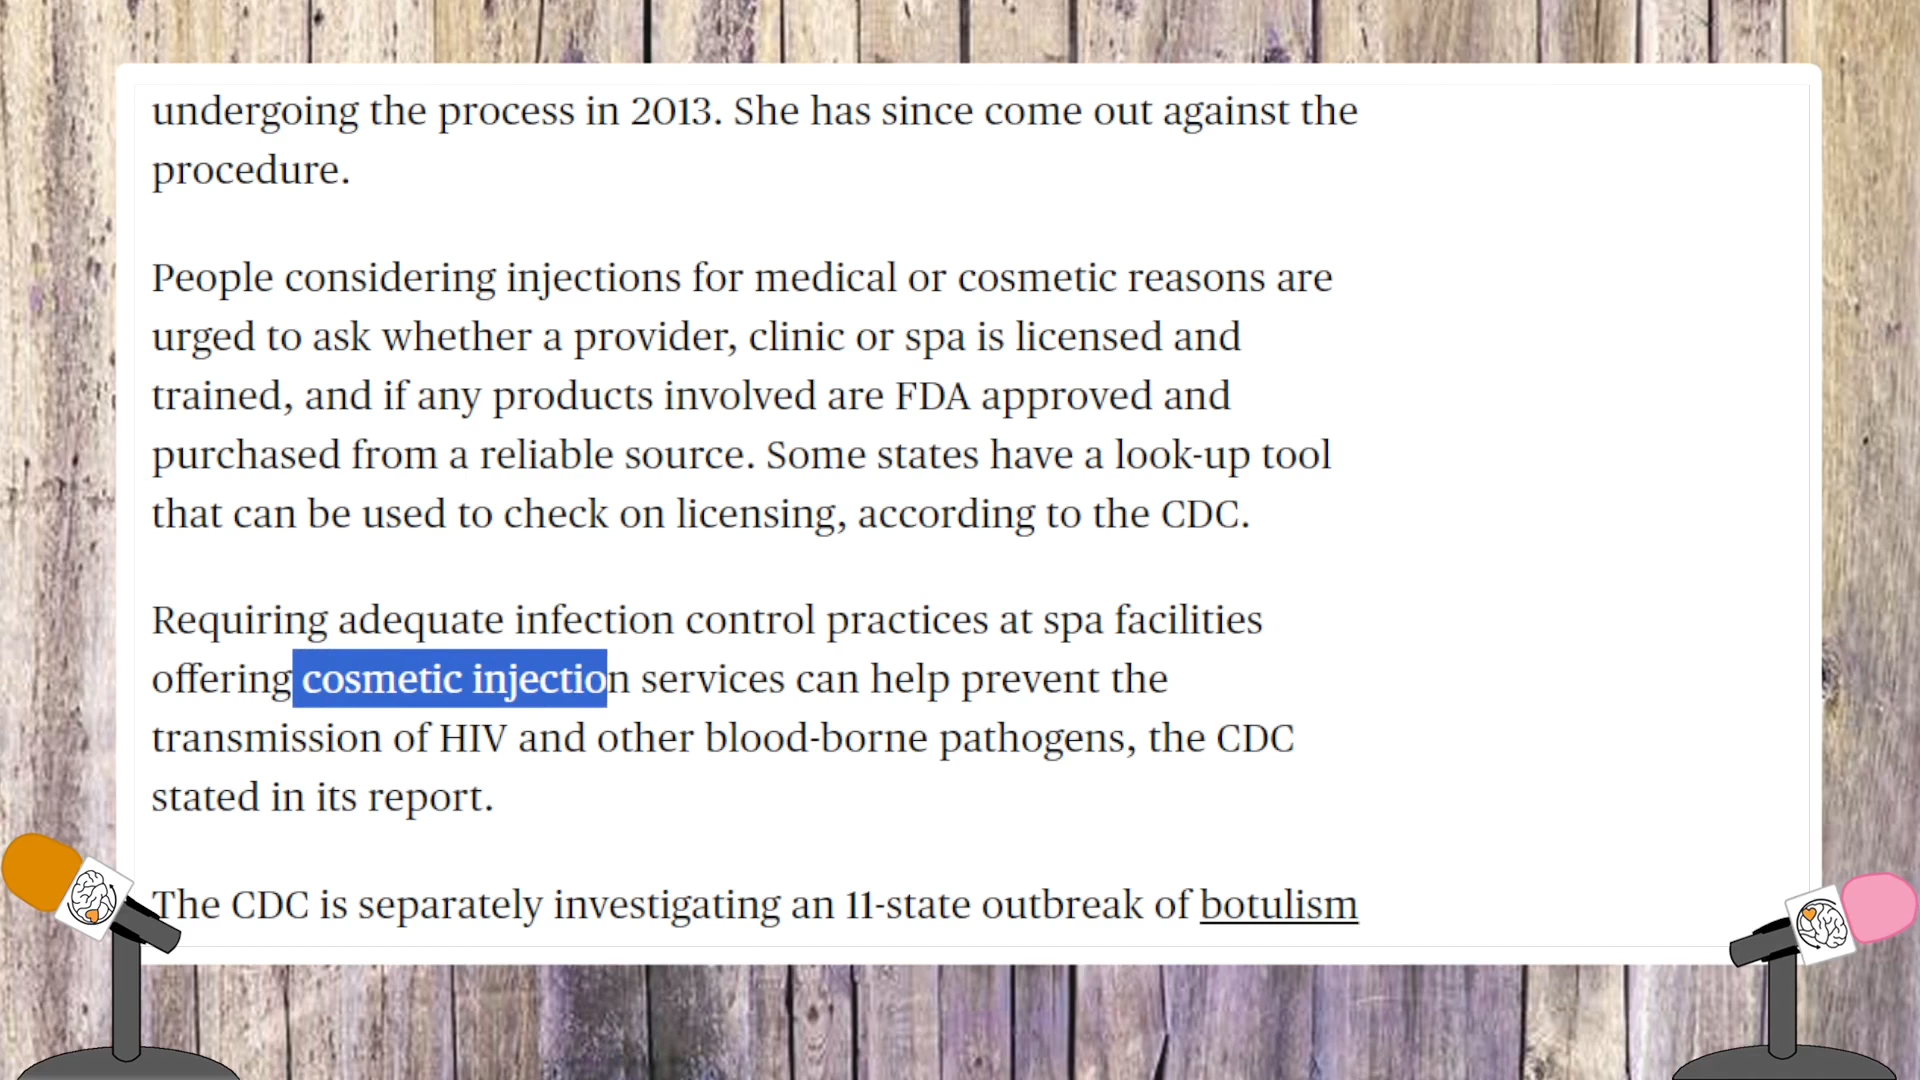 undergoing the process in 2013. She has since come out against the
procedure.
People considering injections for medical or cosmetic reasons are
urged to ask whether a provider, clinic or spa is licensed and
trained, and if any products involved are FDA approved and
purchased from a reliable source. Some states have a look-up tool
that can be used to check on licensing, according to the CDC.
Requiring adequate infection control practices at spa facilities
offering cosmetic injection services can help prevent the
transmission of HIV and other blood-borne pathogens, the CDC
stated in its report.
The CDC is separately investigating an 11-state outbreak of botulism